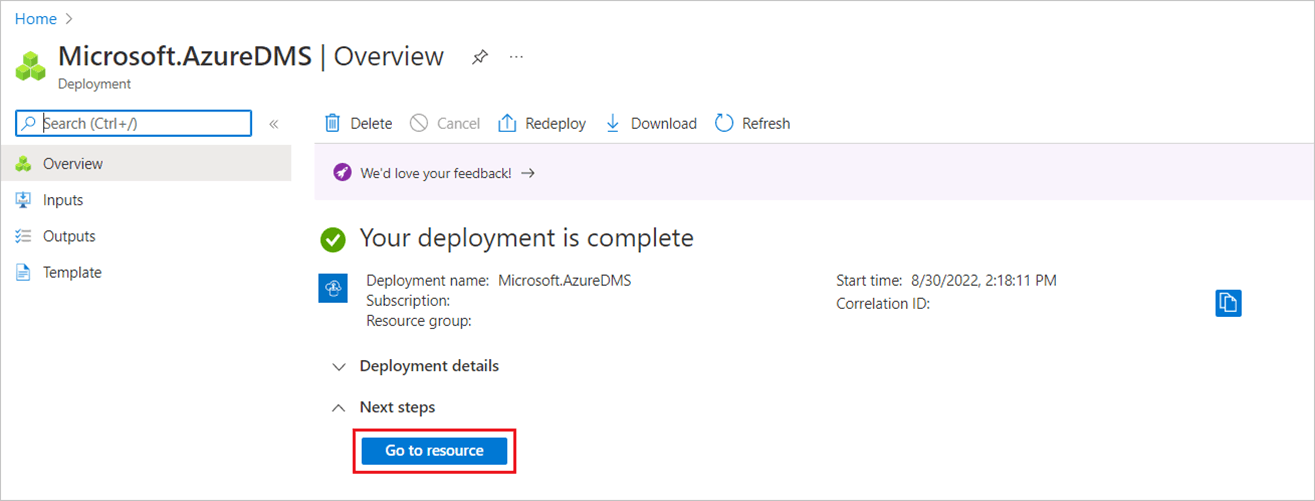 Home
Microsoft.AzureDMS | Overview
Deployment
Search (Ctrl+/)
Overview
Inputs
Outputs
Template
Delete Cancel Redeploy Download Refresh
We'd love your feedback!
Your deployment is complete
Deployment name: Microsoft.AzureDMS
Subscription:
Resource group:
Start time: 8/30/2022, 2:18:11 PM
Correlation ID:
Deployment details
Next steps
Go to resource